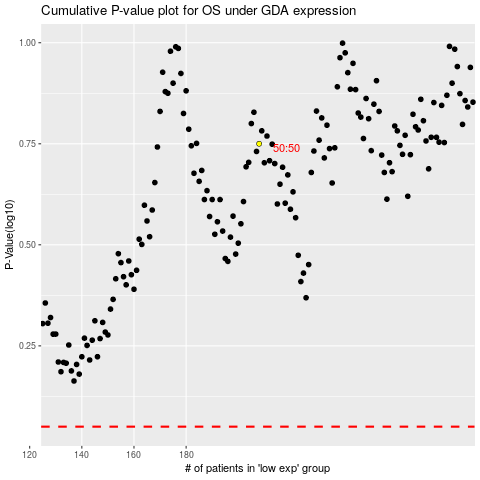 Cumulative P-value plot for OS under GDA expression
P-Value(log10)
1.00
0.75
0.50
0.25
50:50
120 140 160 180
# of patients in 'low exp' group